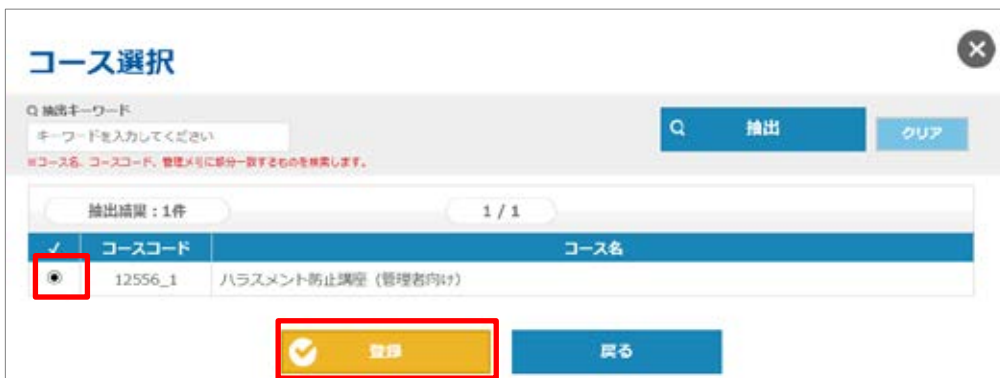 コース選択
抽出キーワード
キーワードを入力してください
※コース名、コースコード、管理メモに部分一致するものを検索します。
抽出
クリア
抽出結果：1件
1 / 1
✓ コースコード コース名
12556_1 ハラスメント防止講座（管理者向け）
登録
戻る